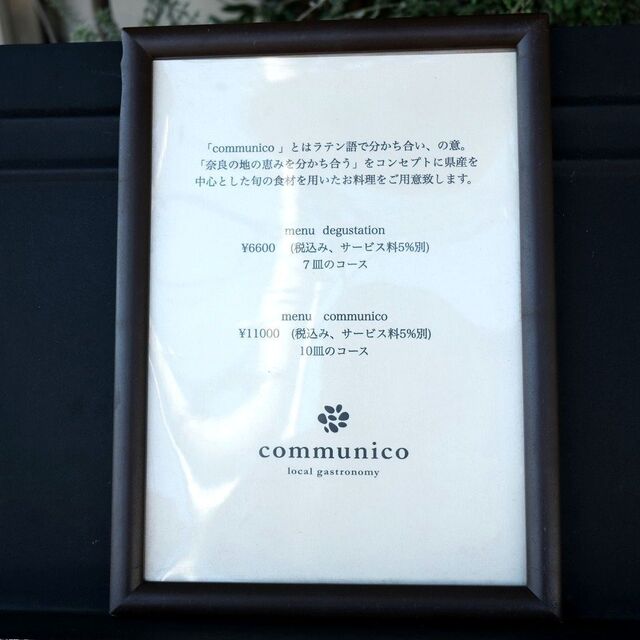 「communico 」とはラテン語で分かち合い、の意。
「奈良の地の恵みを分かち合う」をコンセプトに県産を
中心とした旬の食材を用いたお料理をご用意致します。
menu degustation
¥6600 (税込み、サービス料5%別)
７皿のコース
menu communico
¥11000 (税込み、サービス料5%別)
10皿のコース
communico
local gastronomy